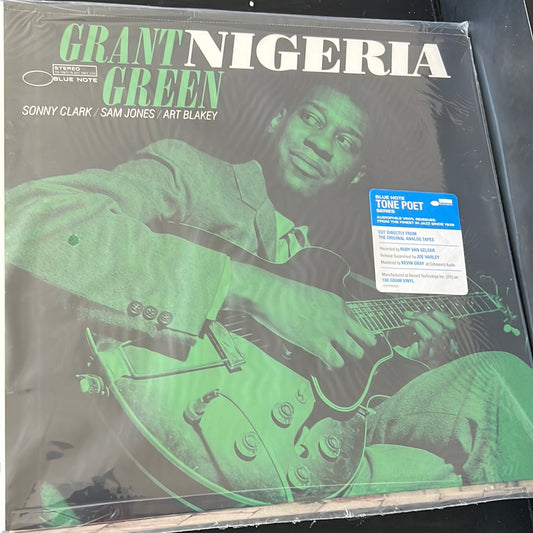 GRANT NIGERIA
GREEN
STEREO
BLUE NOTE
SONNY CLARK / SAM JONES / ART BLAKEY
BLUE NOTE
TONE POET
SERIES
AUDIOPHILE VINYL REISSUES
FROM THE FINEST IN JAZZ SINCE 1939
CUT DIRECTLY FROM
THE ORIGINAL ANALOG TAPES
Recorded by RUDY VAN GELDER
Reissue Supervised by JOE HARLEY
Mastered by KEVIN GRAY at Cohearent Audio
Manufactured at Record Technology Inc. (RTI) on
180 GRAM VINYL